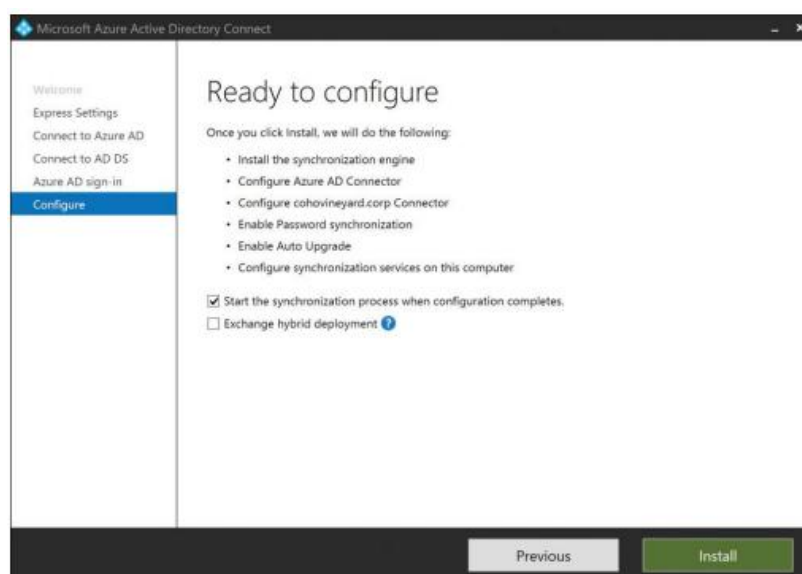 Microsoft Azure Active Directory Connect
Welcome
Express Settings
Connect to Azure AD
Connect to AD DS
Azure AD sign-in
Configure
Ready to configure
Once you click Install, we will do the following:
• Install the synchronization engine
• Configure Azure AD Connector
• Configure cohovineyard.corp Connector
• Enable Password synchronization
• Enable Auto Upgrade
• Configure synchronization services on this computer
Start the synchronization process when configuration completes.
Exchange hybrid deployment ?
Previous
Install